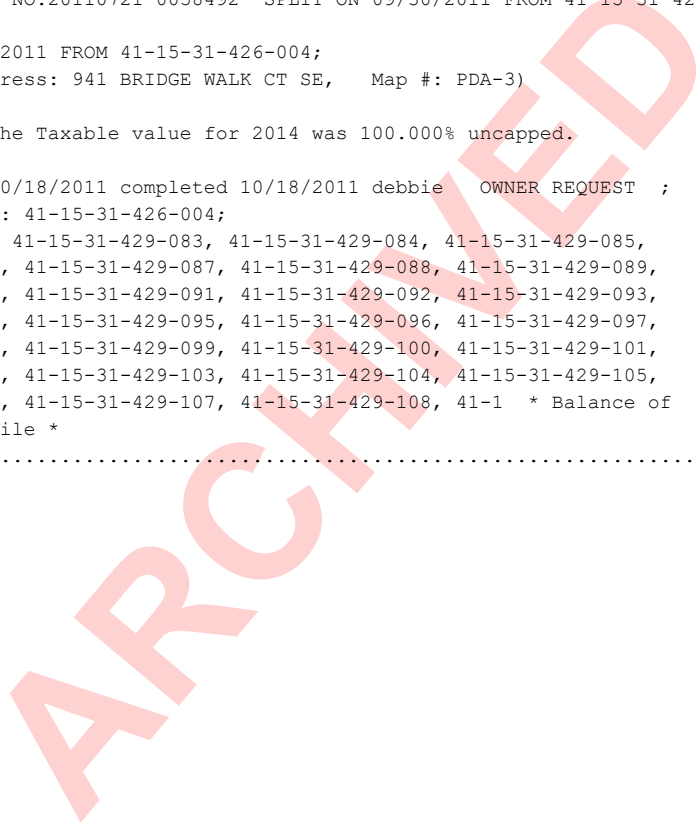 NO.20110721-0058492 SPLIT ON 09/30/2011 FROM 41-15-31-42
2011 FROM 41-15-31-426-004;
ress: 941 BRIDGE WALK CT SE, Map #: PDA-3)
he Taxable value for 2014 was 100.000% uncapped.
0/18/2011 completed 10/18/2011 debbie OWNER REQUEST ;
: 41-15-31-426-004;
41-15-31-429-083, 41-15-31-429-084, 41-15-31-429-085,
, 41-15-31-429-087, 41-15-31-429-088, 41-15-31-429-089,
, 41-15-31-429-091, 41-15-31-429-092, 41-15-31-429-093,
, 41-15-31-429-095, 41-15-31-429-096, 41-15-31-429-097,
, 41-15-31-429-099, 41-15-31-429-100, 41-15-31-429-101,
, 41-15-31-429-103, 41-15-31-429-104, 41-15-31-429-105,
, 41-15-31-429-107, 41-15-31-429-108, 41-1 * Balance of
ile *
.........................................................
ARCHIVED